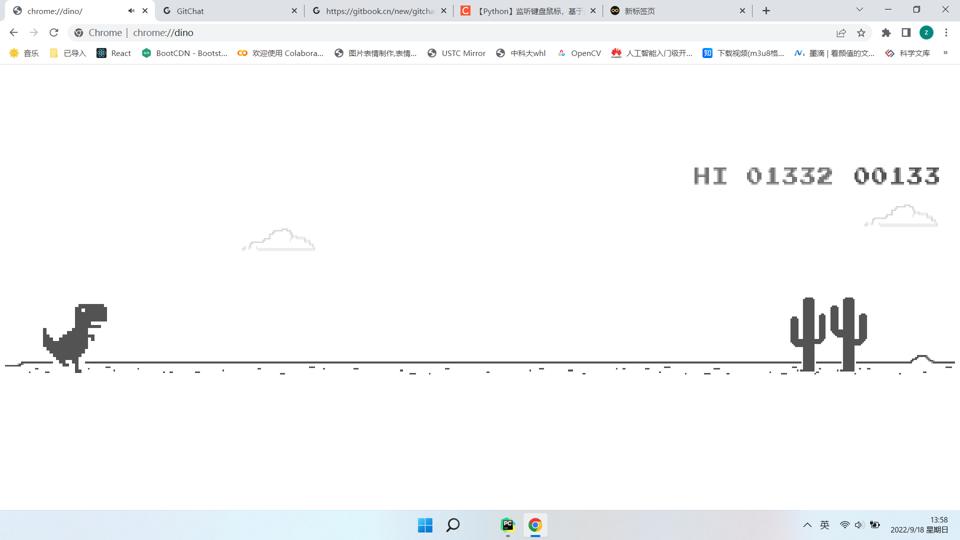 chrome://dino/
GitChat
https://gitbook.cn/new/gitcha
【Python】监听键盘鼠标，基于
新标签页
Chrome | chrome://dino
音乐
已导入
React
BootCDN - Bootst...
欢迎使用 Colabora...
图片表情制作,表情...
USTC Mirror
中科大whl
OpenCV
人工智能入门极开...
下载视频(m3u8格...
墨滴 | 看颜值的文...
科学文库
»
HI 01332 00133
英
13:58
2022/9/18 星期日